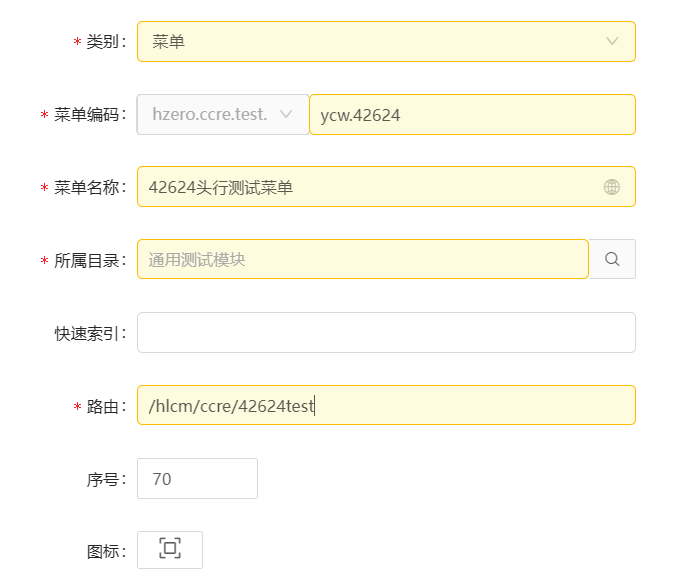 * 类别： 菜单
* 菜单编码： hzero.ccre.test. ycw.42624
* 菜单名称： 42624头行测试菜单
* 所属目录： 通用测试模块
快速索引：
* 路由： /hlcm/ccre/42624test
序号： 70
图标：